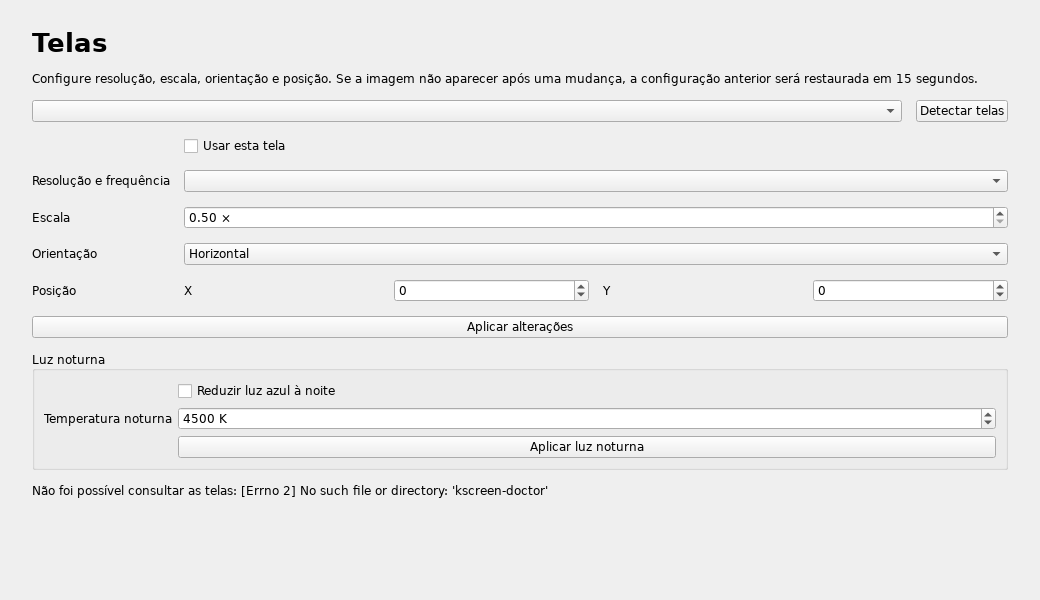 Telas
Configure resolução, escala, orientação e posição. Se a imagem não aparecer após uma mudança, a configuração anterior será restaurada em 15 segundos.
Detectar telas
Usar esta tela
Resolução e frequência
Escala 0.50 ×
Orientação Horizontal
Posição X 0 Y 0
Aplicar alterações
Luz noturna
Reduzir luz azul à noite
Temperatura noturna 4500 K
Aplicar luz noturna
Não foi possível consultar as telas: [Errno 2] No such file or directory: 'kscreen-doctor'